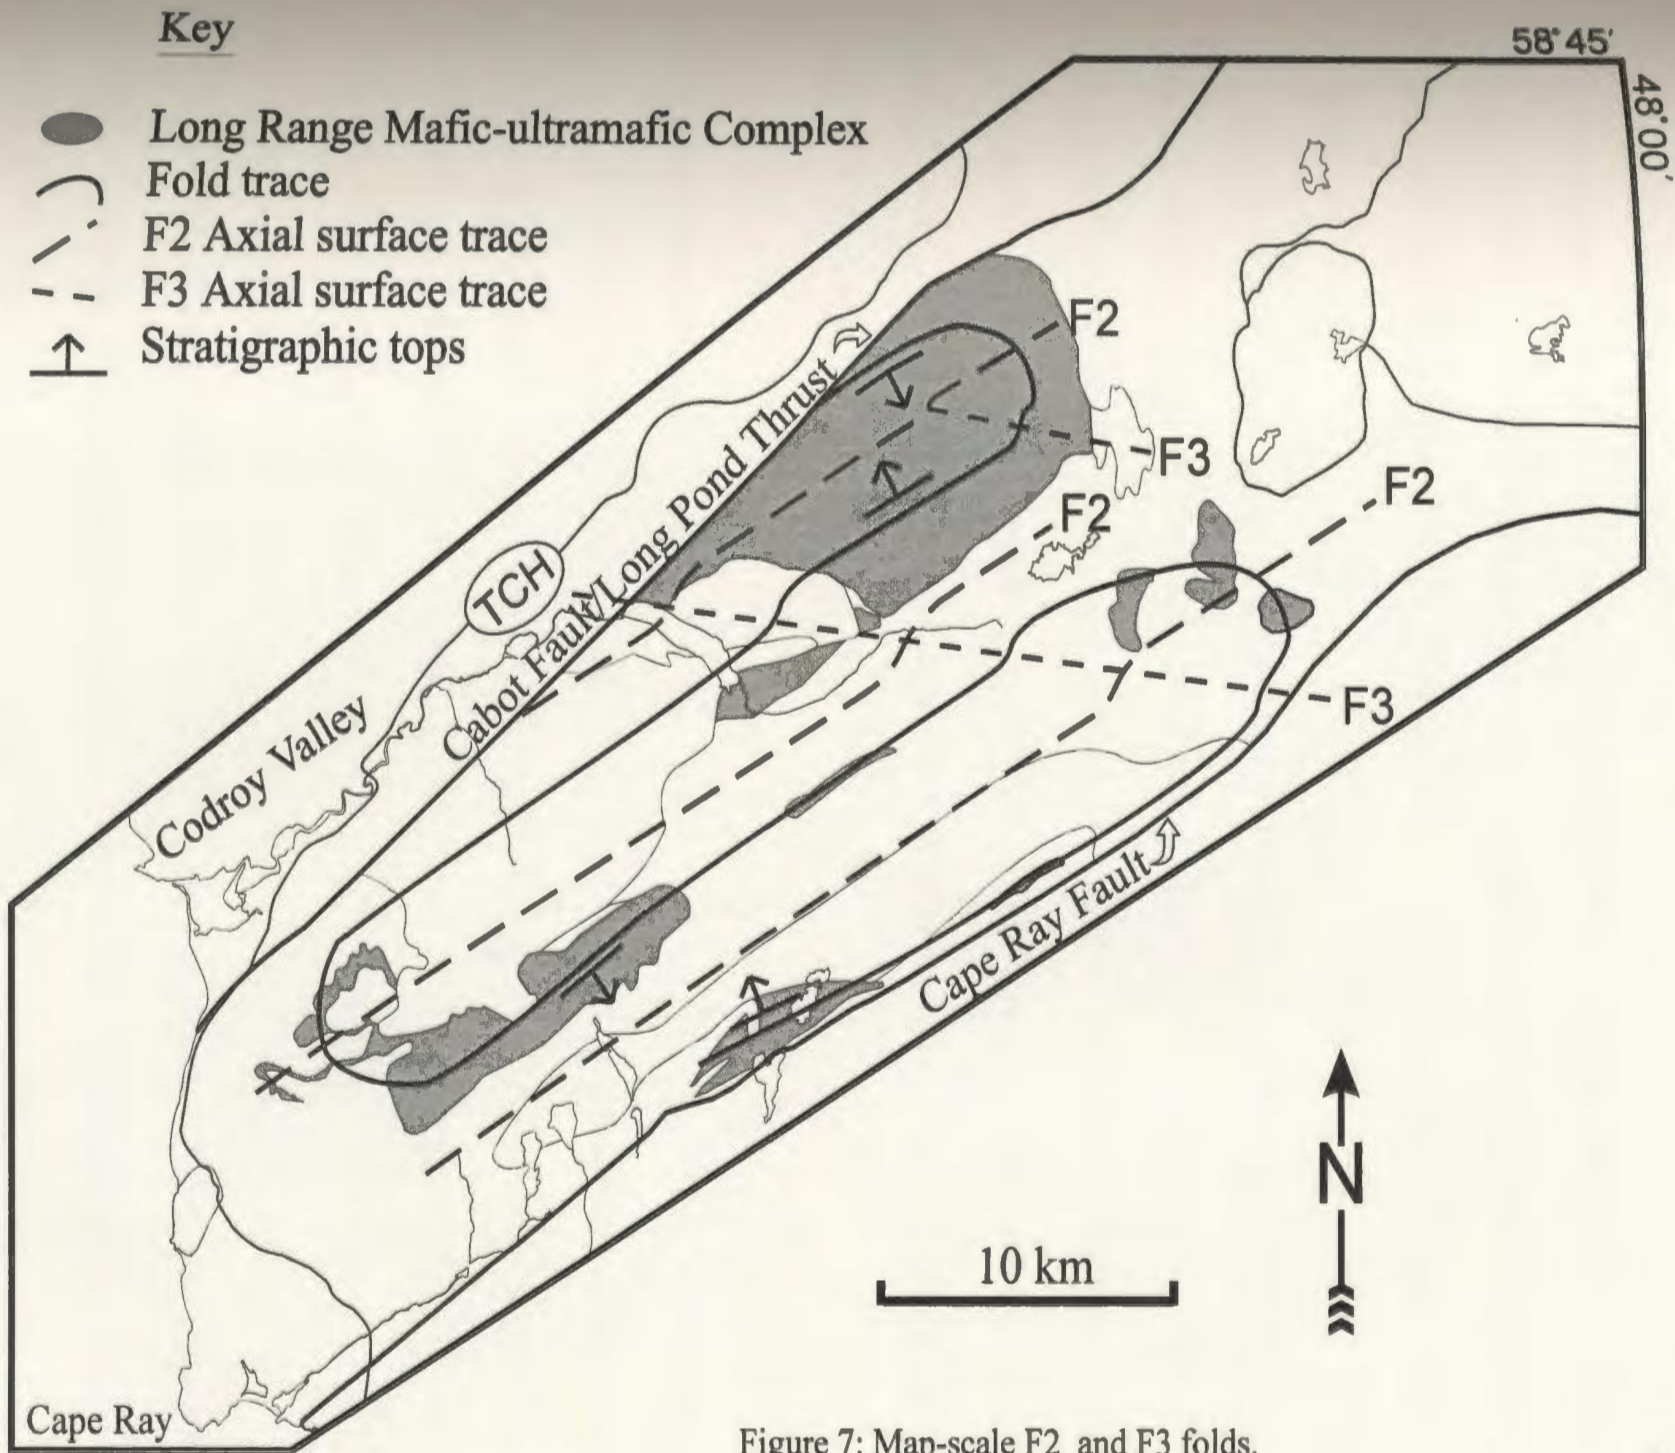 Key
58°45'
48°00'
Long Range Mafic-ultramafic Complex
Fold trace
F2 Axial surface trace
F3 Axial surface trace
Stratigraphic tops
F2
F3
F2
F2
TCH
Cabot Fault/Long Pond Thrust
F3
Codroy Valley
Cape Ray Fault
N
10 km
Cape Ray
Figure 7: Map-scale F2 and F3 folds.